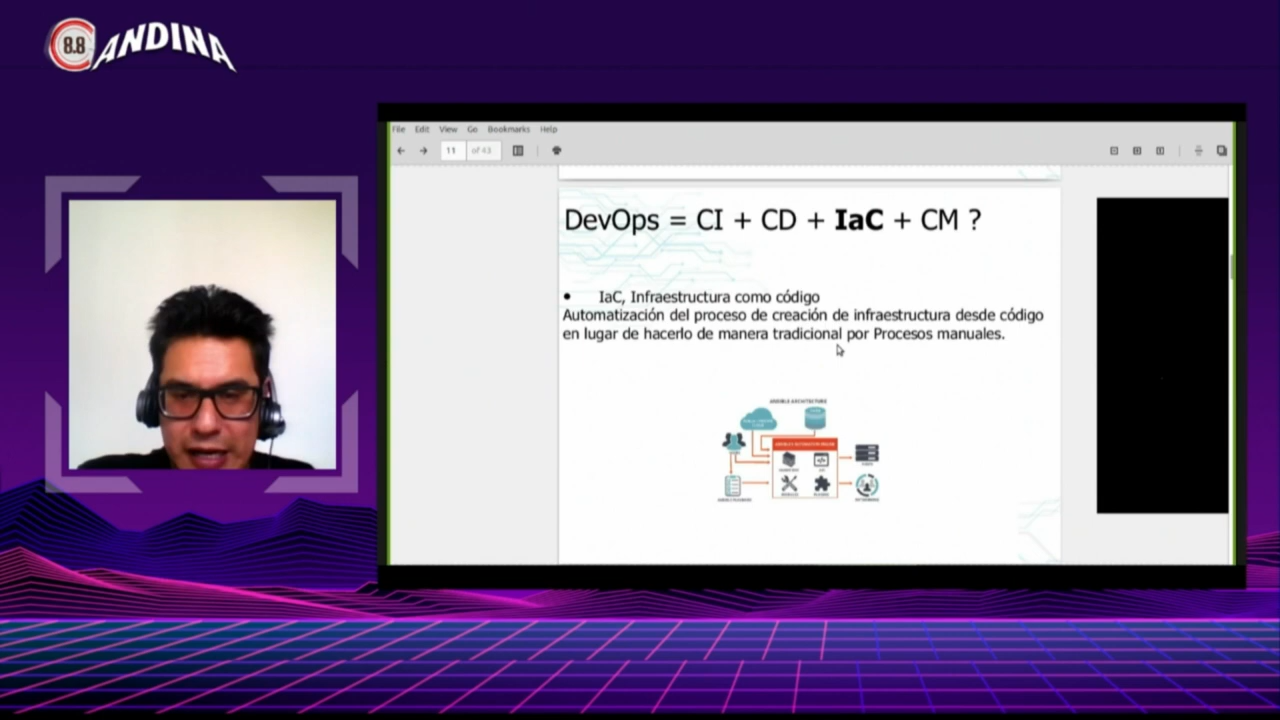 8.8 ANDINA
File Edit View Go Bookmarks Help
11 of 43
DevOps = CI + CD + IaC + CM ?
• IaC, Infraestructura como código
Automatización del proceso de creación de infraestructura desde código
en lugar de hacerlo de manera tradicional por Procesos manuales.
ANSIBLE ARCHITECTURE